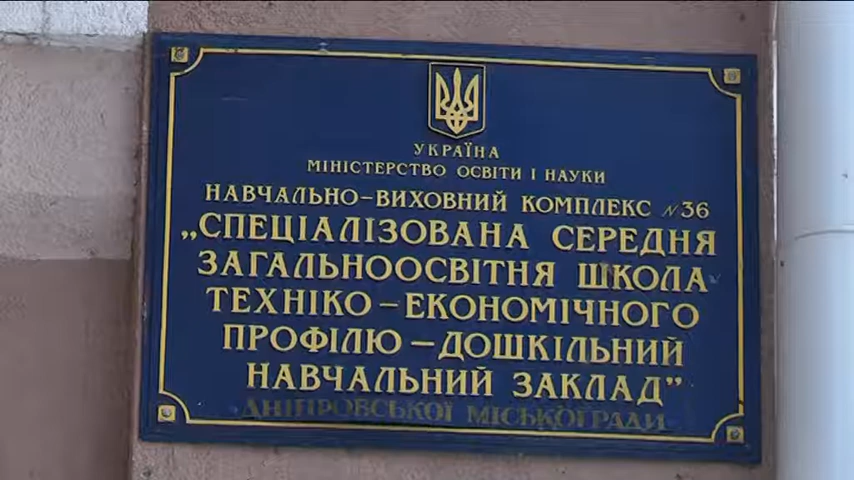 УКРАЇНА
МІНІСТЕРСТВО ОСВІТИ І НАУКИ
НАВЧАЛЬНО-ВИХОВНИЙ КОМПЛЕКС №36
„СПЕЦІАЛІЗОВАНА СЕРЕДНЯ
ЗАГАЛЬНООСВІТНЯ ШКОЛА
ТЕХНІКО-ЕКОНОМІЧНОГО
ПРОФІЛЮ-ДОШКІЛЬНИЙ
НАВЧАЛЬНИЙ ЗАКЛАД"
ДНІПРОВСЬКОЇ МІСЬКОЇ РАДИ